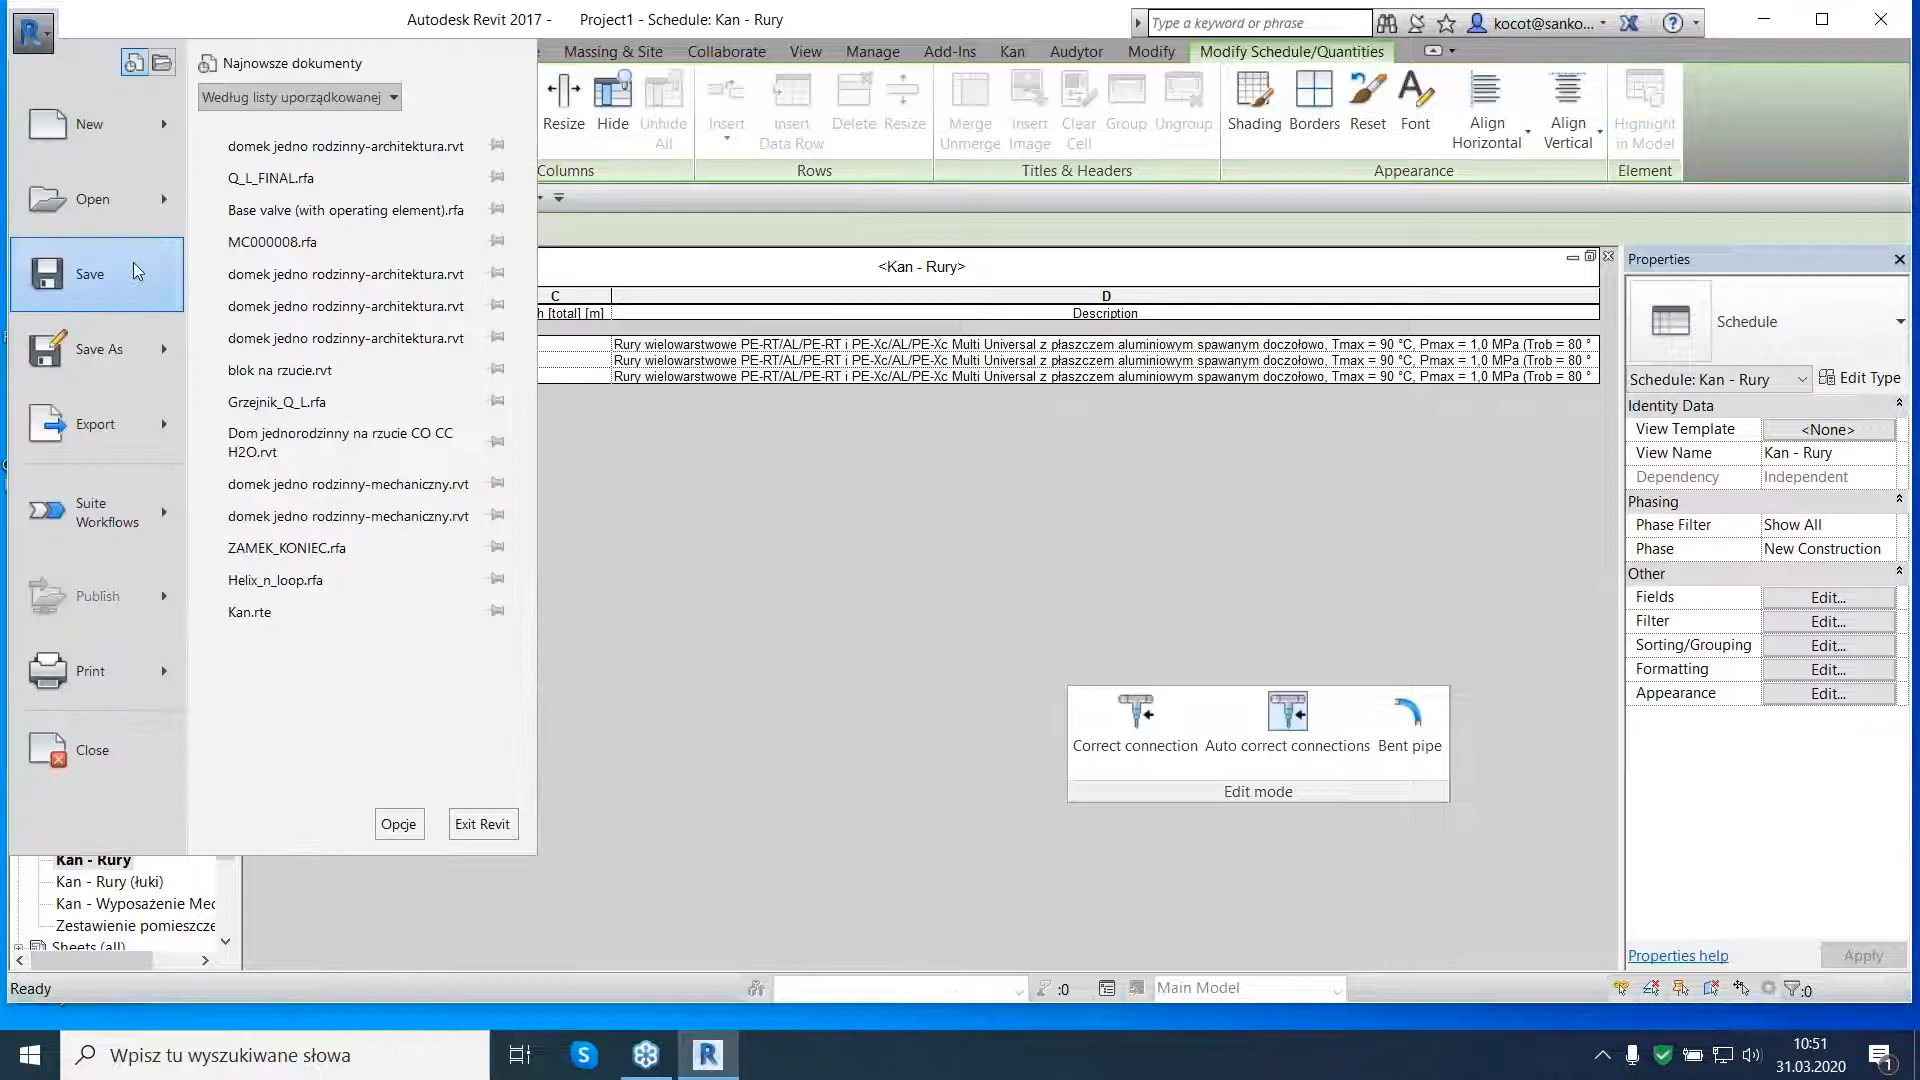 Autodesk Revit 2017 - Project1 - Schedule: Kan - Rury
Type a keyword or phrase
kocot@sanko...
Massing & Site Collaborate View Manage Add-Ins Kan Audytor Modify Modify Schedule/Quantities
Najnowsze dokumenty
Według listy uporządkowanej
New
Open
Save
Save As
Export
Suite
Workflows
Publish
Print
Close
domek jedno rodzinny-architektura.rvt
Q_L_FINAL.rfa
Base valve (with operating element).rfa
MC000008.rfa
domek jedno rodzinny-architektura.rvt
domek jedno rodzinny-architektura.rvt
domek jedno rodzinny-architektura.rvt
blok na rzucie.rvt
Grzejnik_Q_L.rfa
Dom jednorodzinny na rzucie CO CC
H2O.rvt
domek jedno rodzinny-mechaniczny.rvt
domek jedno rodzinny-mechaniczny.rvt
ZAMEK_KONIEC.rfa
Helix_n_loop.rfa
Kan.rte
Opcje Exit Revit
Resize Hide Unhide
All
Insert Insert
Data Row
Delete Resize
Merge
Unmerge
Insert
Image
Clear
Cell
Group Ungroup
Shading Borders Reset Font
Align
Horizontal
Align
Vertical
Highlight
in Model
Columns Rows Titles & Headers Appearance Element
<Kan - Rury>
C D
h [total] [m] Description
Rury wielowarstwowe PE-RT/AL/PE-RT i PE-Xc/AL/PE-Xc Multi Universal z płaszczem aluminiowym spawanym doczołowo, Tmax = 90 °C, Pmax = 1,0 MPa (Trob = 80 °
Rury wielowarstwowe PE-RT/AL/PE-RT i PE-Xc/AL/PE-Xc Multi Universal z płaszczem aluminiowym spawanym doczołowo, Tmax = 90 °C, Pmax = 1,0 MPa (Trob = 80 °
Rury wielowarstwowe PE-RT/AL/PE-RT i PE-Xc/AL/PE-Xc Multi Universal z płaszczem aluminiowym spawanym doczołowo, Tmax = 90 °C, Pmax = 1,0 MPa (Trob = 80 °
Correct connection Auto correct connections Bent pipe
Edit mode
Properties
Schedule
Schedule: Kan - Rury Edit Type
Identity Data
View Template <None>
View Name Kan - Rury
Dependency Independent
Phasing
Phase Filter Show All
Phase New Construction
Other
Fields Edit...
Filter Edit...
Sorting/Grouping Edit...
Formatting Edit...
Appearance Edit...
Properties help Apply
Kan - Rury
Kan - Rury (łuki)
Kan - Wyposażenie Mec
Zestawienie pomieszcze
Sheets (all)
Ready
:0
Main Model
:0
Wpisz tu wyszukiwane słowa
10:51
31.03.2020
1